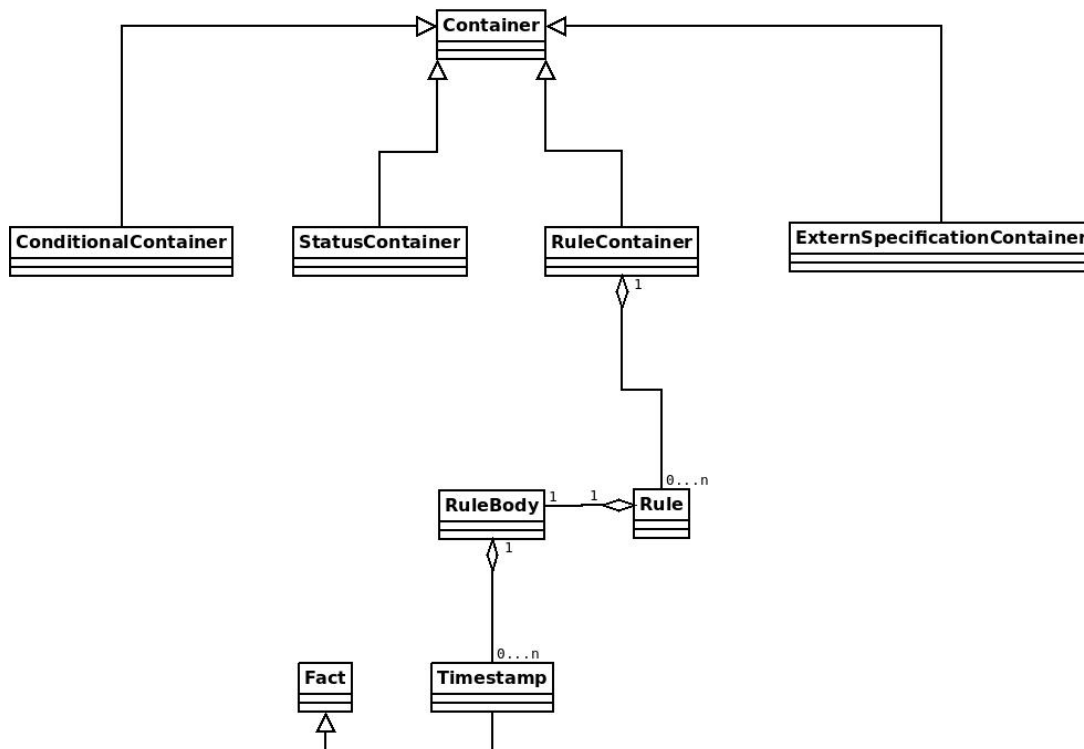 Container
ConditionalContainer
StatusContainer
RuleContainer
ExternSpecificationContainer
1
0...n
RuleBody
1
1
Rule
1
0...n
Fact
Timestamp